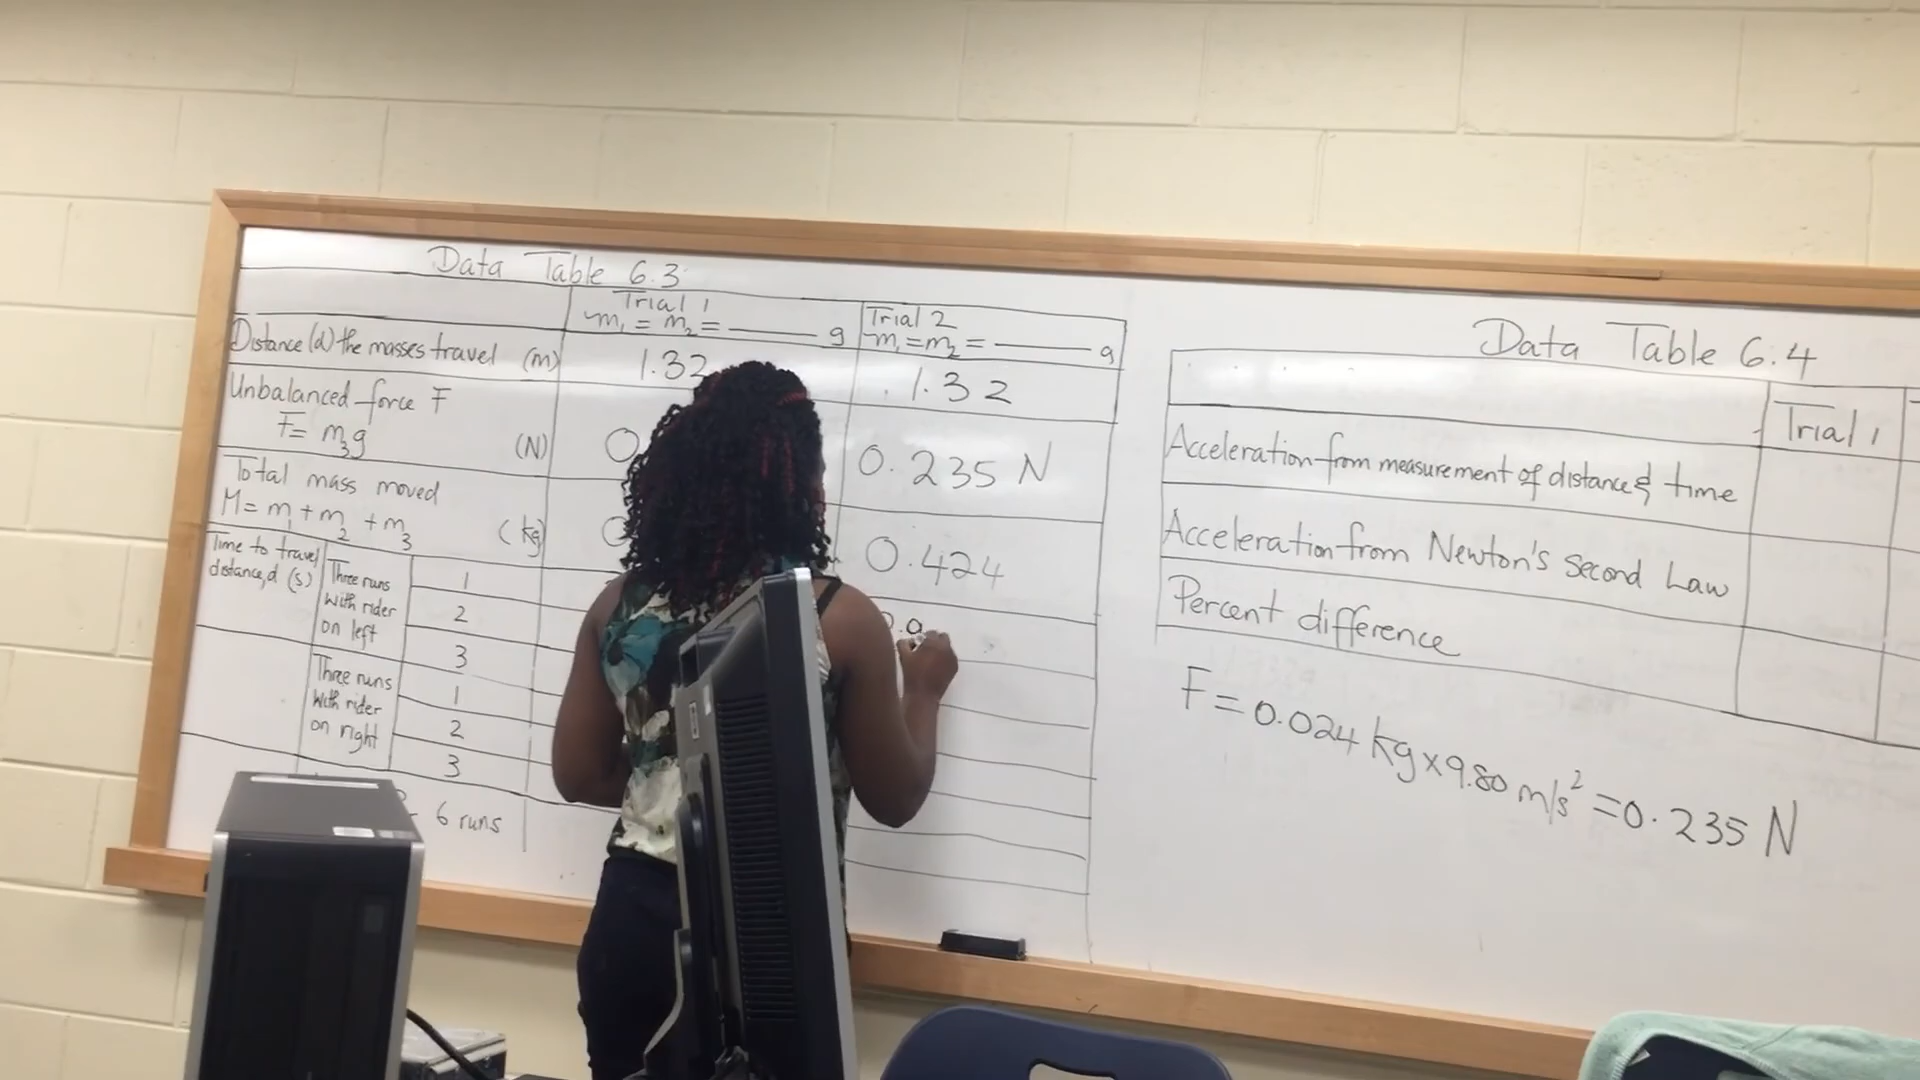 Data Table 6.3
Trial 1
m₁ = m₂ = ______ g
Trial 2
m₁ = m₂ = ______ g
Distance (d) the masses travel (m)
1.32
1.32
Unbalanced force F
F = m₃g (N)
0.235 N
Total mass moved
M = m₁ + m₂ + m₃ (kg)
0.424
Time to travel
distance, d (s)
Three runs
with rider
on left
1
2
3
Three runs
with rider
on right
1
2
3
6 runs
Data Table 6.4
Trial 1
Acceleration from measurement of distance & time
Acceleration from Newton's Second Law
Percent difference
F = 0.024 kg × 9.80 m/s² = 0.235 N